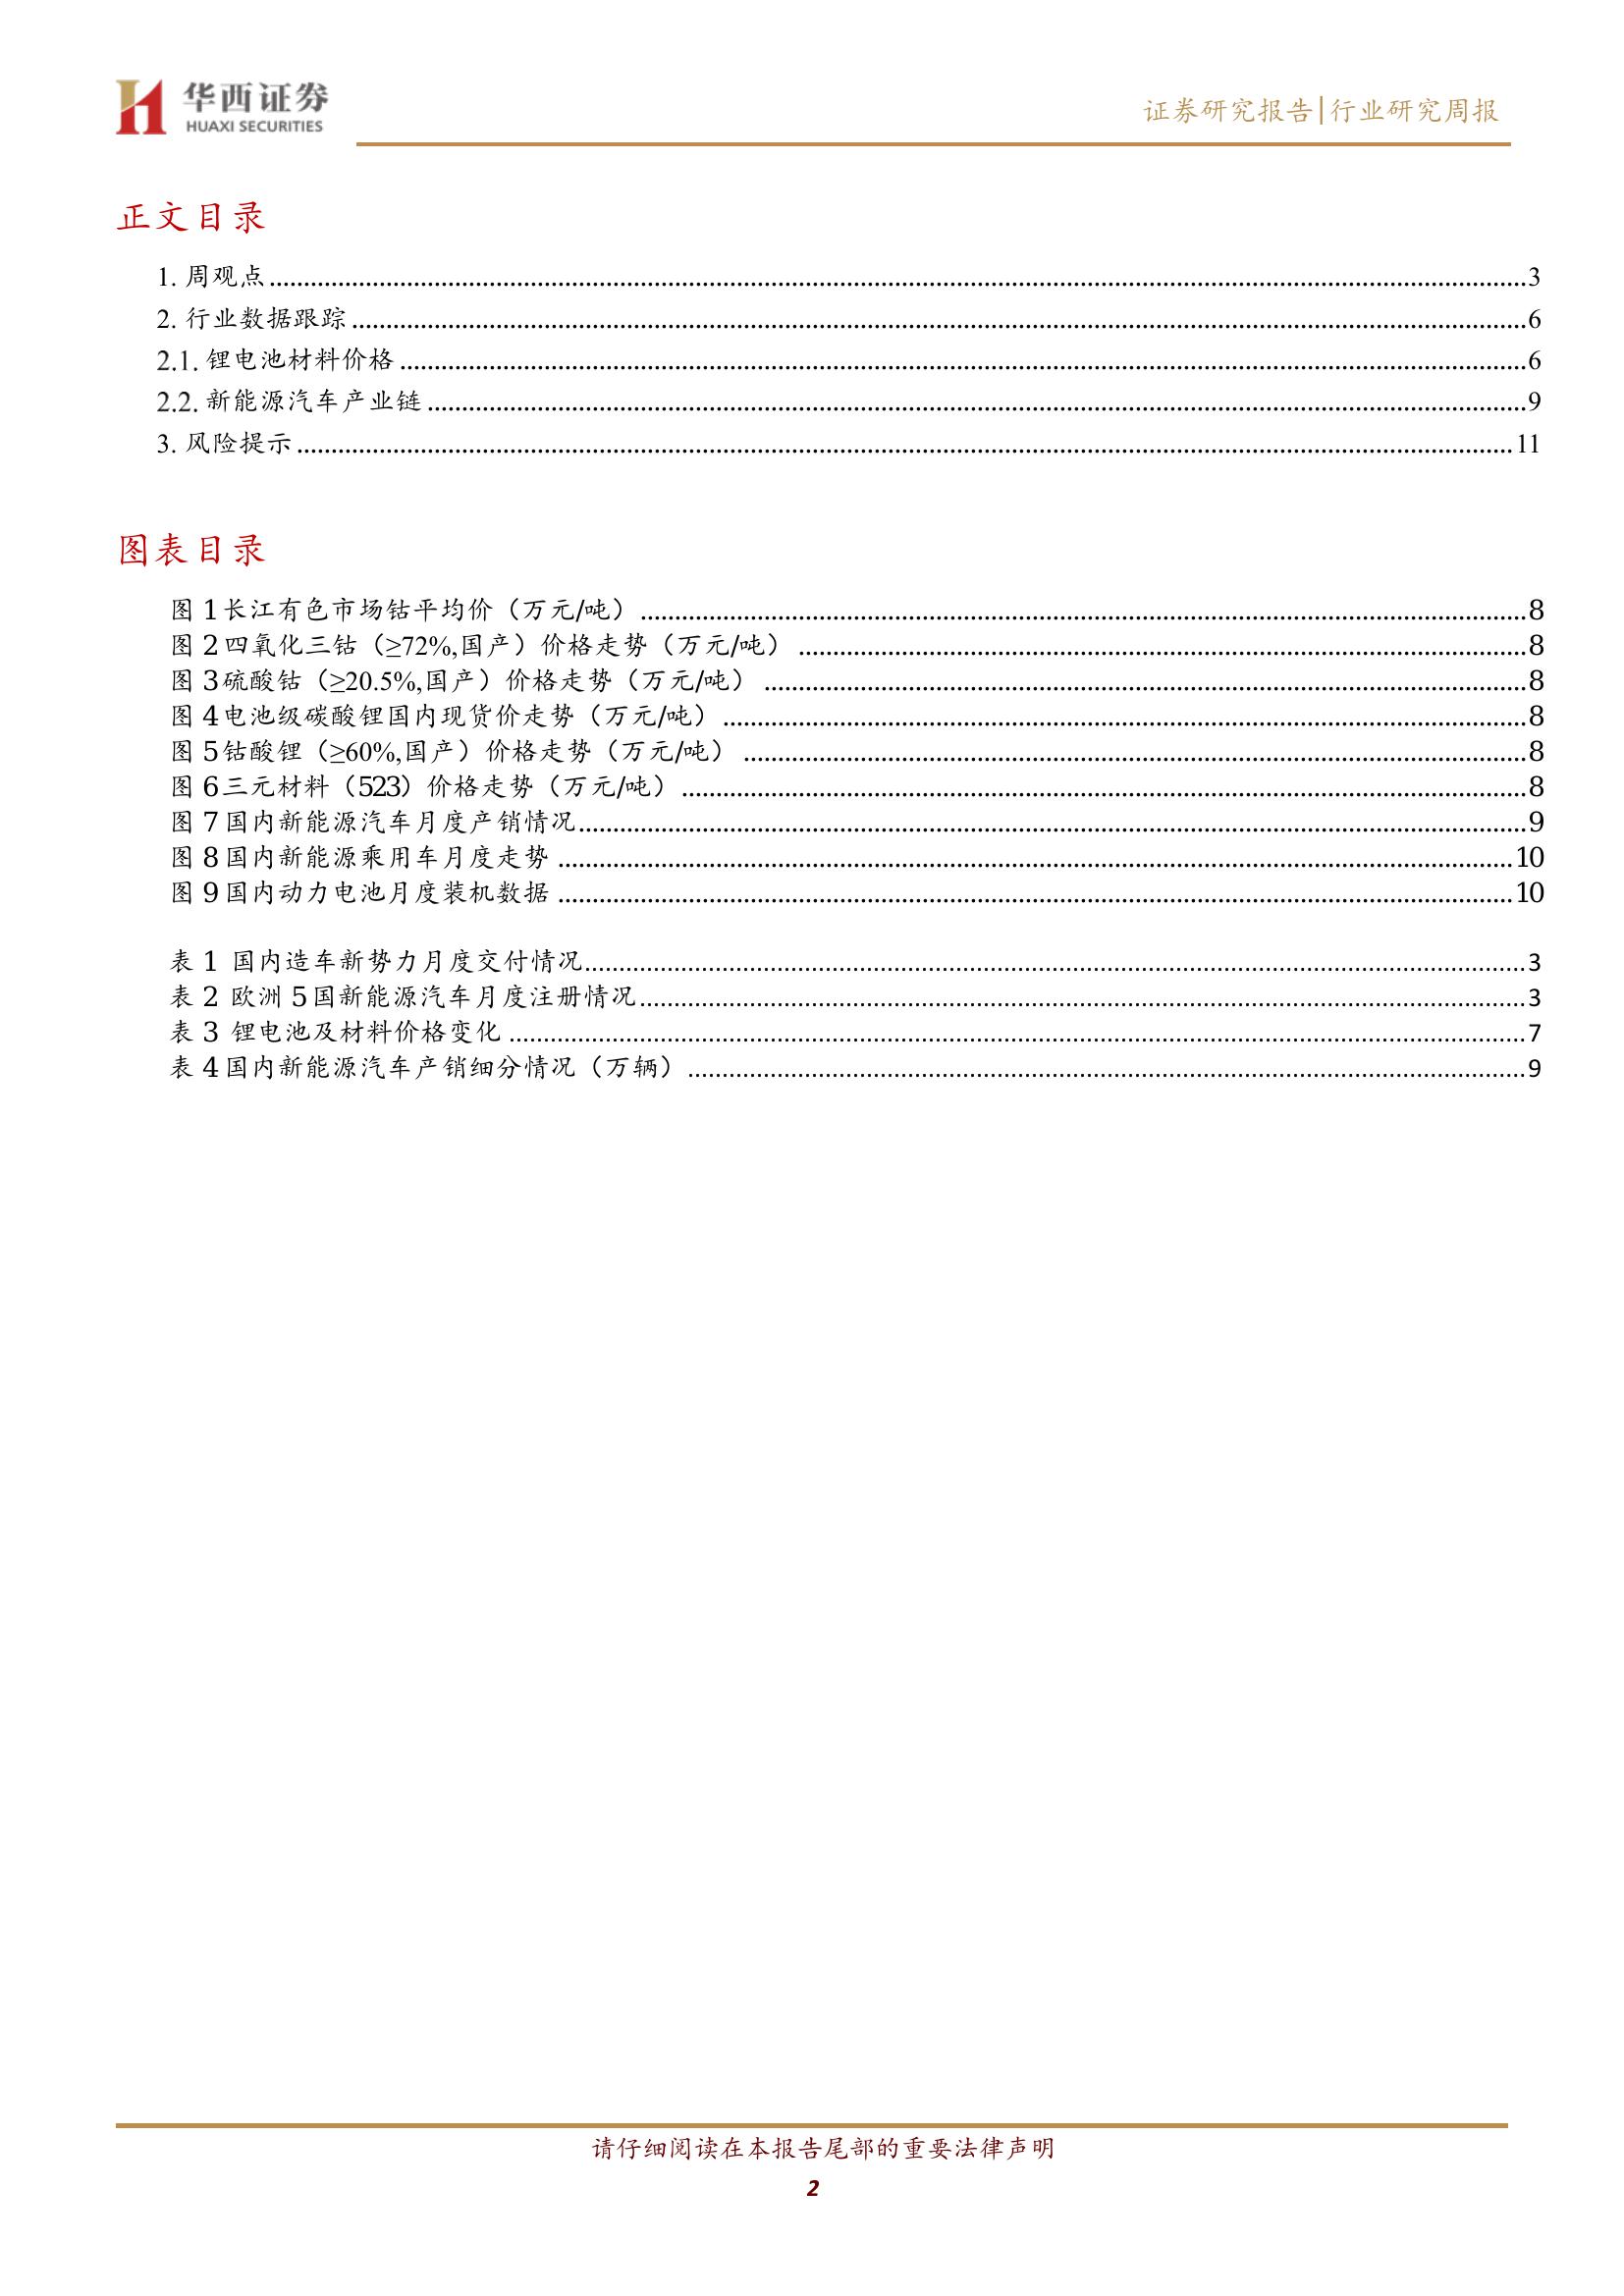 华西证券
HUAXI SECURITIES
证券研究报告|行业研究周报
正文目录
1. 周观点........................................3
2. 行业数据跟踪........................................6
2.1. 锂电池材料价格........................................6
2.2. 新能源汽车产业链........................................9
3. 风险提示........................................11
图表目录
图 1 长江有色市场钴平均价（万元/吨）........................................8
图 2 四氧化三钴（≥72%,国产）价格走势（万元/吨）........................................8
图 3 硫酸钴（≥20.5%,国产）价格走势（万元/吨）........................................8
图 4 电池级碳酸锂国内现货价走势（万元/吨）........................................8
图 5 钴酸锂（≥60%,国产）价格走势（万元/吨）........................................8
图 6 三元材料（523）价格走势（万元/吨）........................................8
图 7 国内新能源汽车月度产销情况........................................9
图 8 国内新能源乘用车月度走势........................................10
图 9 国内动力电池月度装机数据........................................10
表 1 国内造车新势力月度交付情况........................................3
表 2 欧洲 5 国新能源汽车月度注册情况........................................3
表 3 锂电池及材料价格变化........................................7
表 4 国内新能源汽车产销细分情况（万辆）........................................9
请仔细阅读在本报告尾部的重要法律声明
2